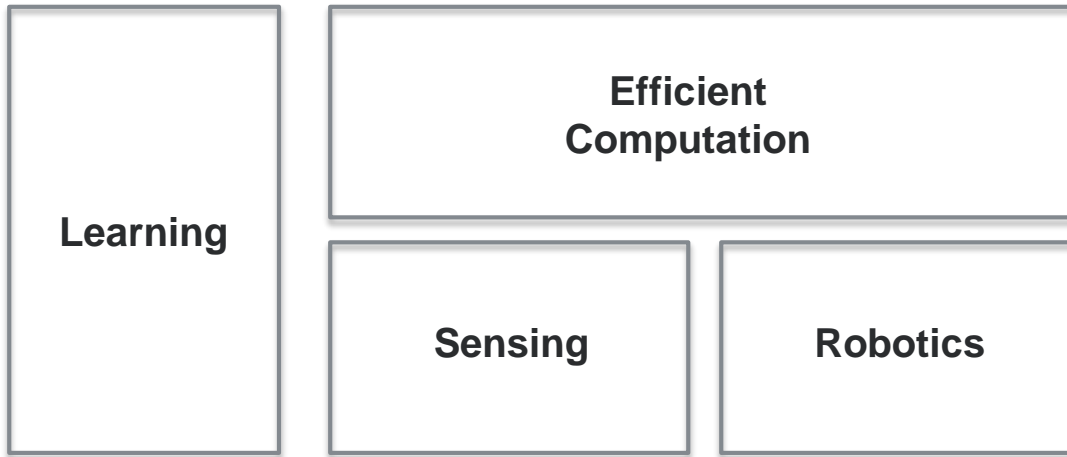 Learning
Efficient
Computation
Sensing
Robotics